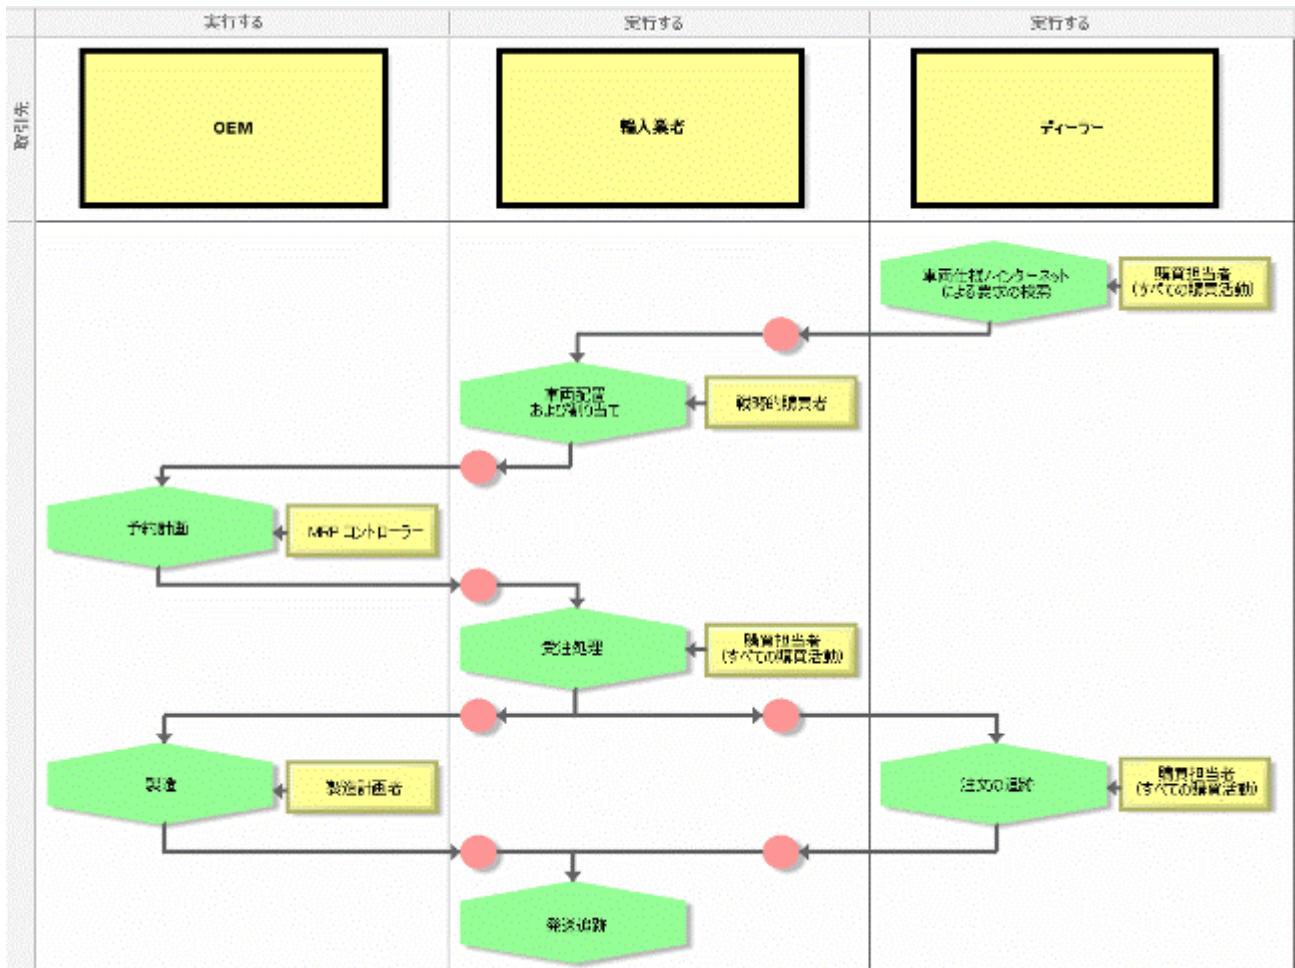 実行する
実行する
実行する
取引先
OEM
輸入業者
ディーラー
車両仕様/インターネット
による要求の検索
購買担当者
(すべての購買活動)
車両配置
および割り当て
戦略的購買者
予約計画
MRP コントローラー
受注処理
購買担当者
(すべての購買活動)
製造
製造計画者
注文の追跡
購買担当者
(すべての購買活動)
発送追跡